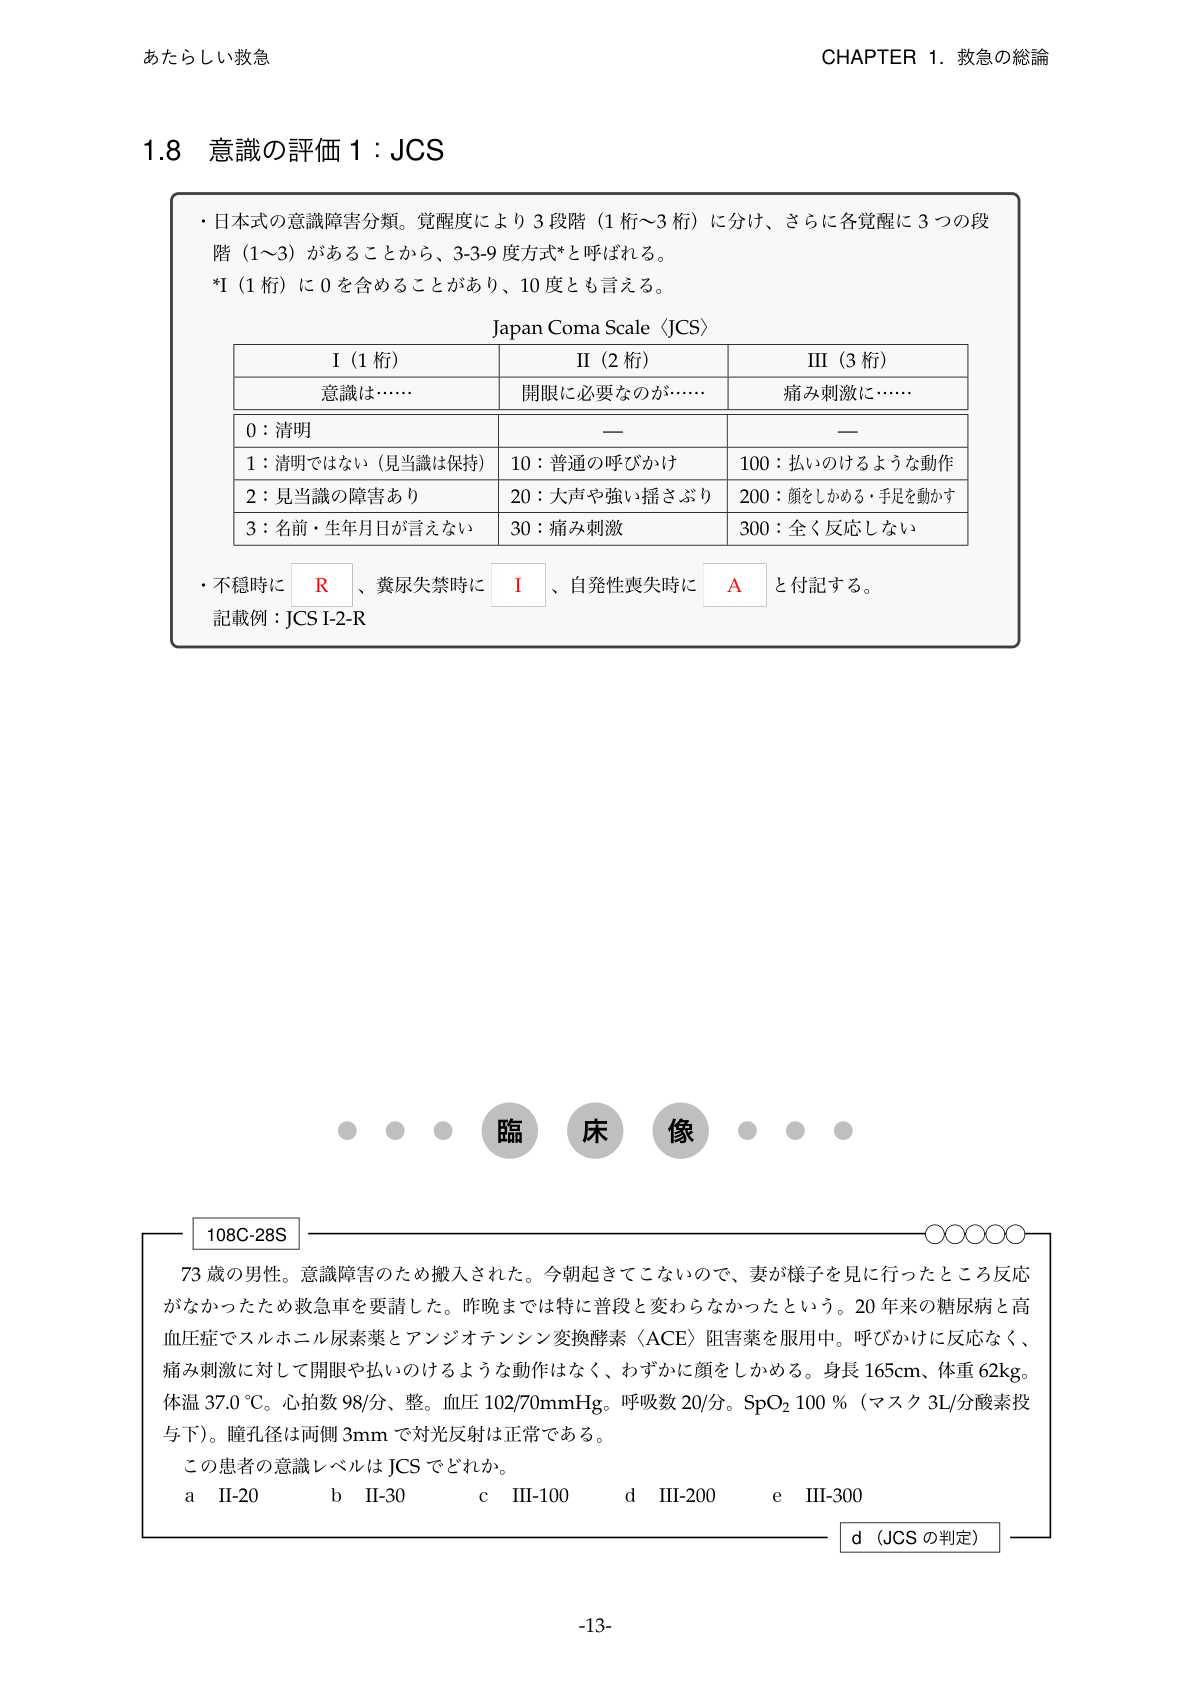 あたらしい救急 CHAPTER 1. 救急の総論
1.8 意識の評価 1：JCS
・日本式の意識障害分類。覚醒度により 3 段階（1 桁～3 桁）に分け、さらに各覚醒に 3 つの段
階（1～3）があることから、3-3-9 度方式*と呼ばれる。
*I（1 桁）に 0 を含めることがあり、10 度とも言える。
Japan Coma Scale〈JCS〉
I（1 桁） II（2 桁） III（3 桁）
意識は…… 開眼に必要なのが…… 痛み刺激に……
0：清明 — —
1：清明ではない（見当識は保持） 10：普通の呼びかけ 100：払いのけるような動作
2：見当識の障害あり 20：大声や強い揺さぶり 200：顔をしかめる・手足を動かす
3：名前・生年月日が言えない 30：痛み刺激 300：全く反応しない
・不穏時に R 、糞尿失禁時に I 、自発性喪失時に A と付記する。
記載例：JCS I-2-R
臨 床 像
108C-28S
73 歳の男性。意識障害のため搬入された。今朝起きてこないので、妻が様子を見に行ったところ反応
がなかったため救急車を要請した。昨晩までは特に普段と変わらなかったという。20 年来の糖尿病と高
血圧症でスルホニル尿素薬とアンジオテンシン変換酵素〈ACE〉阻害薬を服用中。呼びかけに反応なく、
痛み刺激に対して開眼や払いのけるような動作はなく、わずかに顔をしかめる。身長 165cm、体重 62kg。
体温 37.0 ℃。心拍数 98/分、整。血圧 102/70mmHg。呼吸数 20/分。SpO₂ 100 %（マスク 3L/分酸素投
与下）。瞳孔径は両側 3mm で対光反射は正常である。
この患者の意識レベルは JCS でどれか。
a II-20 b II-30 c III-100 d III-200 e III-300
d （JCS の判定）
-13-